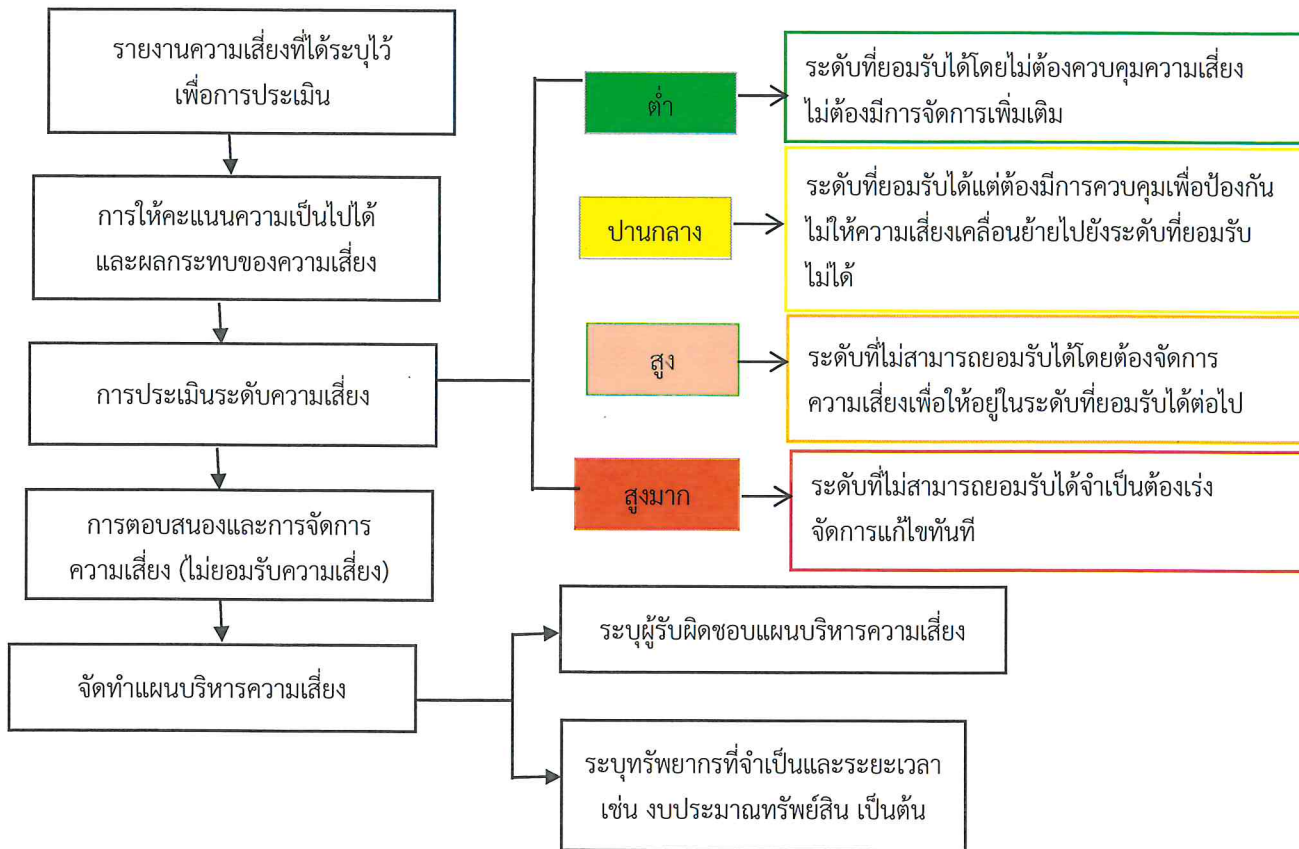 รายงานความเสี่ยงที่ได้ระบุไว้
เพื่อการประเมิน
การให้คะแนนความเป็นไปได้
และผลกระทบของความเสี่ยง
การประเมินระดับความเสี่ยง
การตอบสนองและการจัดการ
ความเสี่ยง (ไม่ยอมรับความเสี่ยง)
จัดทำแผนบริหารความเสี่ยง
ต่ำ
ระดับที่ยอมรับได้โดยไม่ต้องควบคุมความเสี่ยง
ไม่ต้องมีการจัดการเพิ่มเติม
ปานกลาง
ระดับที่ยอมรับได้แต่ต้องมีการควบคุมเพื่อป้องกัน
ไม่ให้ความเสี่ยงเคลื่อนย้ายไปยังระดับที่ยอมรับ
ไม่ได้
สูง
ระดับที่ไม่สามารถยอมรับได้โดยต้องจัดการ
ความเสี่ยงเพื่อให้อยู่ในระดับที่ยอมรับได้ต่อไป
สูงมาก
ระดับที่ไม่สามารถยอมรับได้จำเป็นต้องเร่ง
จัดการแก้ไขทันที
ระบุผู้รับผิดชอบแผนบริหารความเสี่ยง
ระบุทรัพยากรที่จำเป็นและระยะเวลา
เช่น งบประมาณทรัพย์สิน เป็นต้น